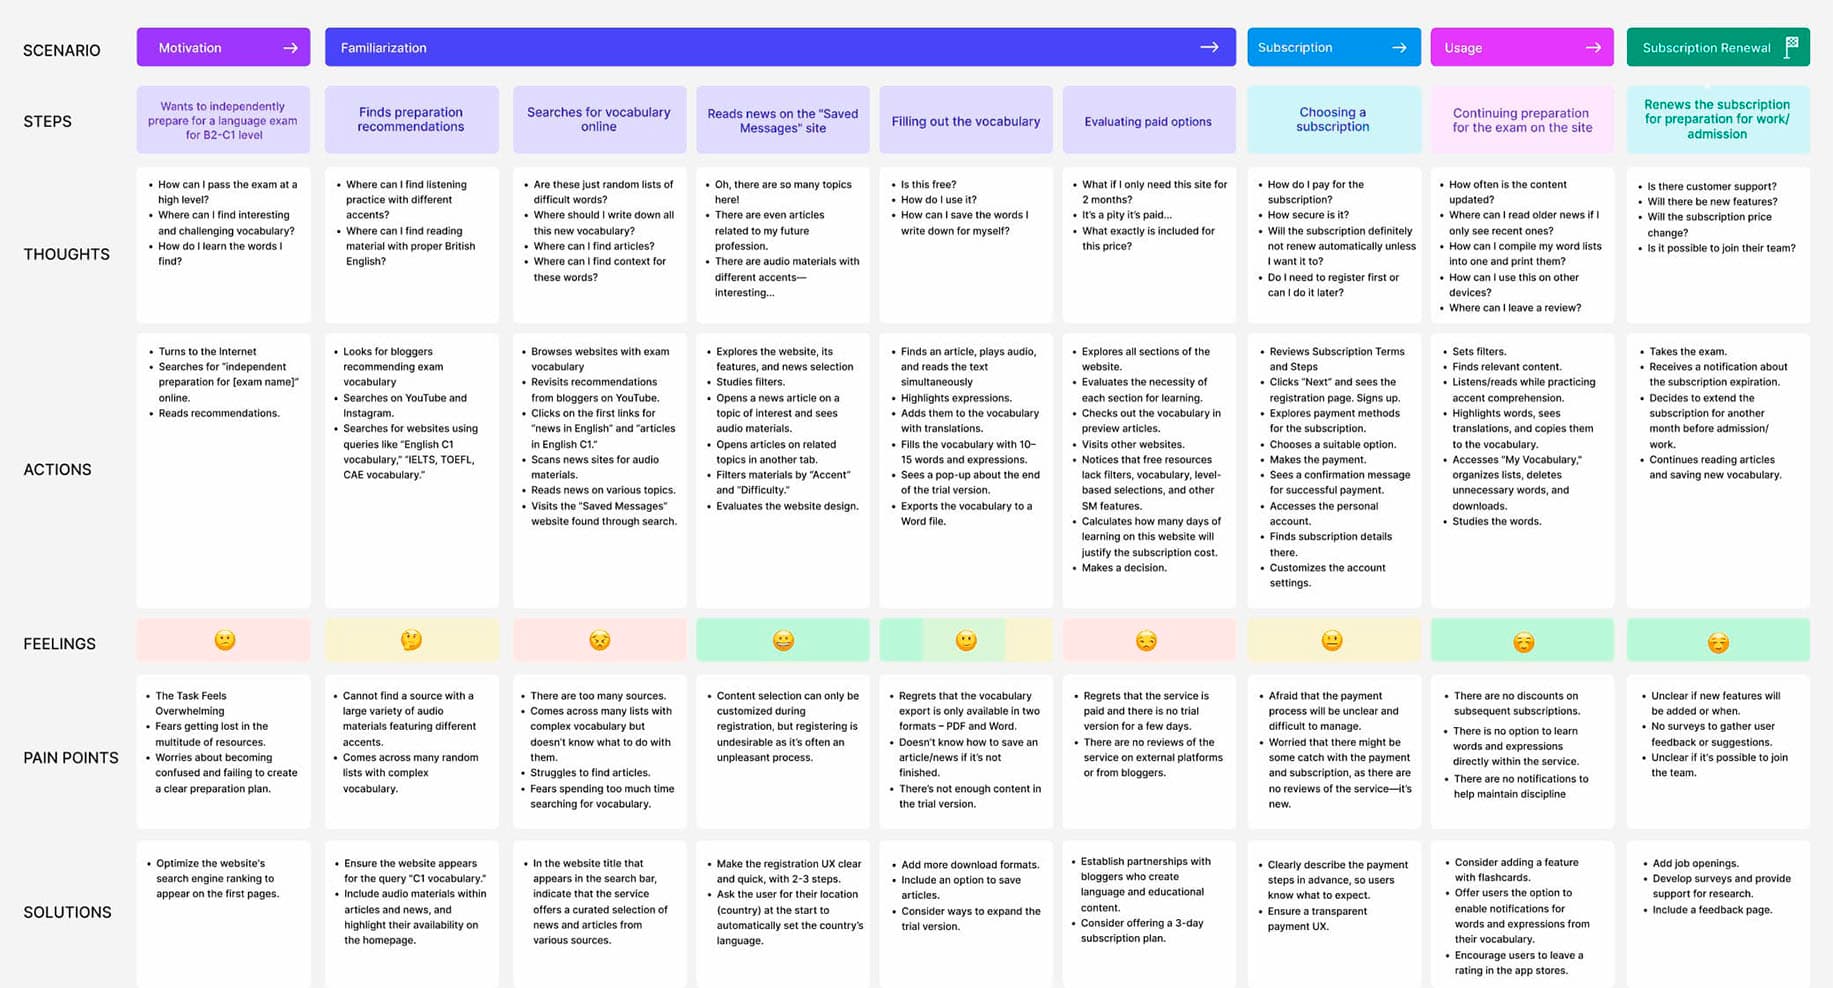 SCENARIO
Motivation
Familiarization
Subscription
Usage
Subscription Renewal
STEPS
Wants to independently
prepare for a language exam
for B2-C1 level
Finds preparation
recommendations
Searches for vocabulary
online
Reads news on the "Saved
Messages" site
Filling out the vocabulary
Evaluating paid options
Choosing a
subscription
Continuing preparation
for the exam on the site
Renews the subscription
for preparation for work/
admission
THOUGHTS
• How can I pass the exam at a
high level?
• Where can I find interesting
and challenging vocabulary?
• How do I learn the words I
find?
• Where can I find listening
practice with different
accents?
• Where can I find reading
material with proper British
English?
• Are these just random lists of
difficult words?
• Where should I write down all
this new vocabulary?
• Where can I find articles?
• Where can I find context for
these words?
• Oh, there are so many topics
here!
• There are even articles
related to my future
profession.
• There are audio materials with
different accents—
interesting...
• Is this free?
• How do I use it?
• How can I save the words I
write down for myself?
• What if I only need this site for
2 months?
• It's a pity it's paid...
• What exactly is included for
this price?
• How do I pay for the
subscription?
• How secure is it?
• Will the subscription definitely
not renew automatically unless
I want it to?
• Do I need to register first or
can I do it later?
• How often is the content
updated?
• Where can I read older news if I
only see recent ones?
• How can I compile my word lists
into one and print them?
• How can I use this on other
devices?
• Where can I leave a review?
• Is there customer support?
• Will there be new features?
• Will the subscription price
change?
• Is it possible to join their team?
ACTIONS
• Turns to the Internet
• Searches for "independent
preparation for [exam name]"
online.
• Reads recommendations.
• Looks for bloggers
recommending exam
vocabulary
• Searches on YouTube and
Instagram.
• Searches for websites using
queries like "English C1
vocabulary," "IELTS, TOEFL,
CAE vocabulary."
• Browses websites with exam
vocabulary
• Revisits recommendations
from bloggers on YouTube.
• Clicks on the first links for
"news in English" and "articles
in English C1."
• Scans news sites for audio
materials.
• Reads news on various topics.
• Visits the "Saved Messages"
website found through search.
• Explores the website, its
features, and news selection
• Studies filters.
• Opens a news article on a
topic of interest and sees
audio materials.
• Opens articles on related
topics in another tab.
• Filters materials by "Accent"
and "Difficulty."
• Evaluates the website design.
• Finds an article, plays audio,
and reads the text
simultaneously
• Highlights expressions.
• Adds them to the vocabulary
with translations.
• Fills the vocabulary with 10–
15 words and expressions.
• Sees a pop-up about the end
of the trial version.
• Exports the vocabulary to a
Word file.
• Explores all sections of the
website.
• Evaluates the necessity of
each section for learning.
• Checks out the vocabulary in
preview articles.
• Visits other websites.
• Notices that free resources
lack filters, vocabulary, level-
based selections, and other
SM features.
• Calculates how many days of
learning on this website will
justify the subscription cost.
• Makes a decision.
• Reviews Subscription Terms
and Steps
• Clicks "Next" and sees the
registration page. Signs up.
• Explores payment methods
for the subscription.
• Chooses a suitable option.
• Makes the payment.
• Sees a confirmation message
for successful payment.
• Accesses the personal
account.
• Finds subscription details
there.
• Customizes the account
settings.
• Sets filters.
• Finds relevant content.
• Listens/reads while practicing
accent comprehension.
• Highlights words, sees
translations, and copies them
to the vocabulary.
• Accesses "My Vocabulary,"
organizes lists, deletes
unnecessary words, and
downloads.
• Studies the words.
• Takes the exam.
• Receives a notification about
the subscription expiration.
• Decides to extend the
subscription for another
month before admission/
work.
• Continues reading articles
and saving new vocabulary.
FEELINGS
PAIN POINTS
• The Task Feels
Overwhelming
• Fears getting lost in the
multitude of resources.
• Worries about becoming
confused and failing to create
a clear preparation plan.
• Cannot find a source with a
large variety of audio
materials featuring different
accents.
• Comes across many random
lists with complex
vocabulary.
• There are too many sources.
• Comes across many lists with
complex vocabulary but
doesn't know what to do with
them.
• Struggles to find articles.
• Fears spending too much time
searching for vocabulary.
• Content selection can only be
customized during
registration, but registering is
undesirable as it's often an
unpleasant process.
• Regrets that the vocabulary
export is only available in two
formats – PDF and Word.
• Doesn't know how to save an
article/news if it's not
finished.
• There's not enough content in
the trial version.
• Regrets that the service is
paid and there is no trial
version for a few days.
• There are no reviews of the
service on external platforms
or from bloggers.
• Afraid that the payment
process will be unclear and
difficult to manage.
• Worried that there might be
some catch with the payment
and subscription, as there are
no reviews of the service—it's
new.
• There are no discounts on
subsequent subscriptions.
• There is no option to learn
words and expressions
directly within the service.
• There are no notifications to
help maintain discipline
• Unclear if new features will
be added or when.
• No surveys to gather user
feedback or suggestions.
• Unclear if it's possible to join
the team.
SOLUTIONS
• Optimize the website's
search engine ranking to
appear on the first pages.
• Ensure the website appears
for the query "C1 vocabulary."
• Include audio materials within
articles and news, and
highlight their availability on
the homepage.
• In the website title that
appears in the search bar,
indicate that the service
offers a curated selection of
news and articles from
various sources.
• Make the registration UX clear
and quick, with 2-3 steps.
• Ask the user for their location
(country) at the start to
automatically set the country's
language.
• Add more download formats.
• Include an option to save
articles.
• Consider ways to expand the
trial version.
• Establish partnerships with
bloggers who create
language and educational
content.
• Consider offering a 3-day
subscription plan.
• Clearly describe the payment
steps in advance, so users
know what to expect.
• Ensure a transparent
payment UX.
• Consider adding a feature
with flashcards.
• Offer users the option to
enable notifications for
words and expressions from
their vocabulary.
• Encourage users to leave a
rating in the app stores.
• Add job openings.
• Develop surveys and provide
support for research.
• Include a feedback page.